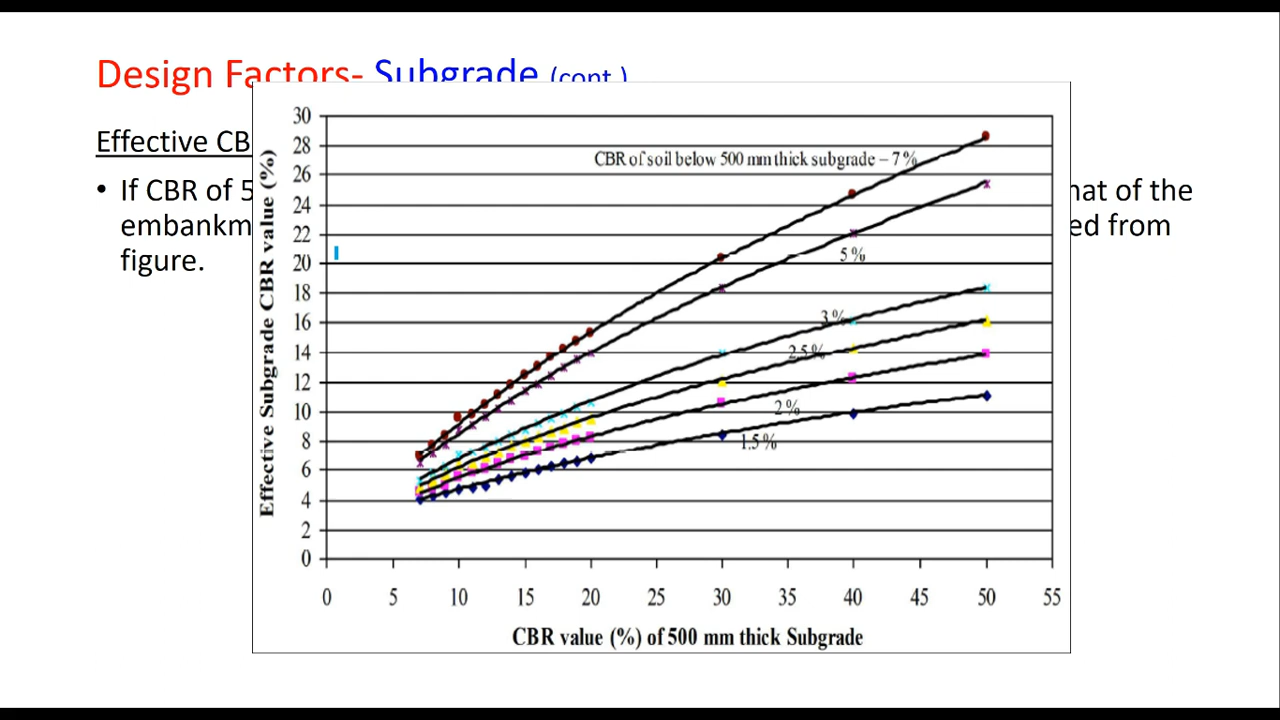 Design Factors- Subgrade (cont.)
Effective CB
• If CBR of 5
hat of the
embankm
ed from
figure.
30
28
26
24
22
20
18
16
14
12
10
8
6
4
2
0
Effective Subgrade CBR value (%)
CBR of soil below 500 mm thick subgrade – 7%
5%
3%
2.5%
2%
1.5%
0 5 10 15 20 25 30 35 40 45 50 55
CBR value (%) of 500 mm thick Subgrade